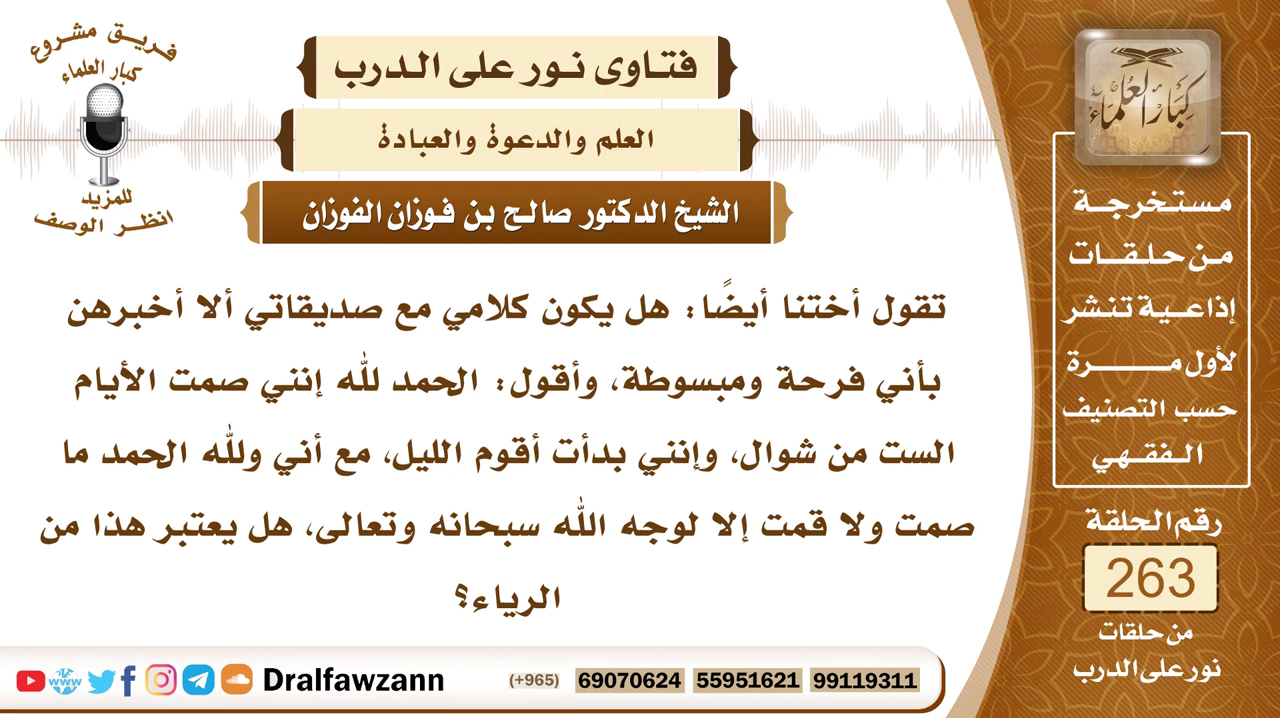 فريق مشروع
كبار العلماء
للمزيد
انظر الوصف
فتاوى نور على الدرب
العلم والدعوة والعبادة
الشيخ الدكتور صالح بن فوزان الفوزان
تقول أختنا أيضًا: هل يكون كلامي مع صديقاتي ألا أخبرهن
بأني فرحة ومبسوطة، وأقول: الحمد لله إنني صمت الأيام
الست من شوال، وإنني بدأت أقوم الليل، مع أني ولله الحمد ما
صمت ولا قمت إلا لوجه الله سبحانه وتعالى، هل يعتبر هذا من
الرياء؟
كبار العلماء
مستخرجة
من حلقات
إذاعية تنشر
لأول مرة
حسب التصنيف
الفقهي
رقم الحلقة
263
من حلقات
نور على الدرب
www
Dralfawzann (+965) 69070624 55951621 99119311